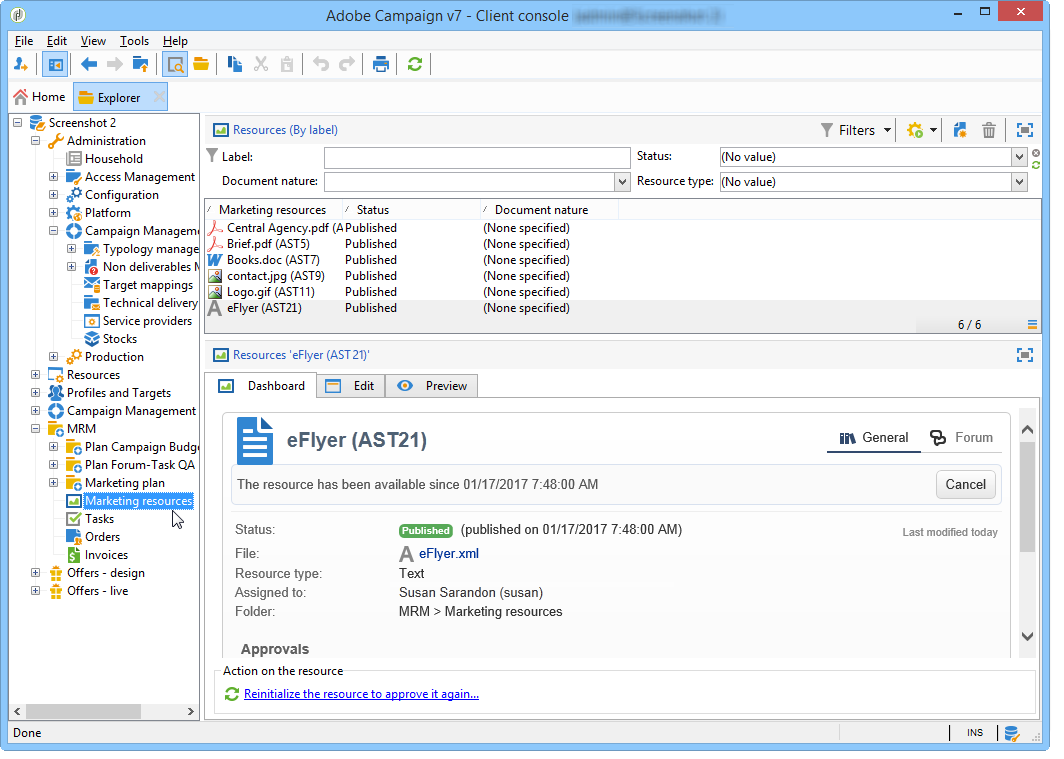 Adobe Campaign v7 - Client console
File Edit View Tools Help
Home Explorer
Screenshot 2
Administration
Household
Access Management
Configuration
Platform
Campaign Manageme
Typology manage
Non deliverables M
Target mappings
Technical delivery
Service providers
Stocks
Production
Resources
Profiles and Targets
Campaign Management
MRM
Plan Campaign Budge
Plan Forum-Task QA
Marketing plan
Marketing resources
Tasks
Orders
Invoices
Offers - design
Offers - live
Resources (By label) Filters
Label: Status: (No value)
Document nature: Resource type: (No value)
Marketing resources Status Document nature
Central Agency.pdf (A Published (None specified)
Brief.pdf (AST5) Published (None specified)
Books.doc (AST7) Published (None specified)
contact.jpg (AST9) Published (None specified)
Logo.gif (AST11) Published (None specified)
eFlyer (AST21) Published (None specified)
6 / 6
Resources 'eFlyer (AST21)'
Dashboard Edit Preview
eFlyer (AST21) General Forum
The resource has been available since 01/17/2017 7:48:00 AM Cancel
Status: Published (published on 01/17/2017 7:48:00 AM) Last modified today
File: eFlyer.xml
Resource type: Text
Assigned to: Susan Sarandon (susan)
Folder: MRM > Marketing resources
Approvals
Action on the resource
Reinitialize the resource to approve it again...
Done INS